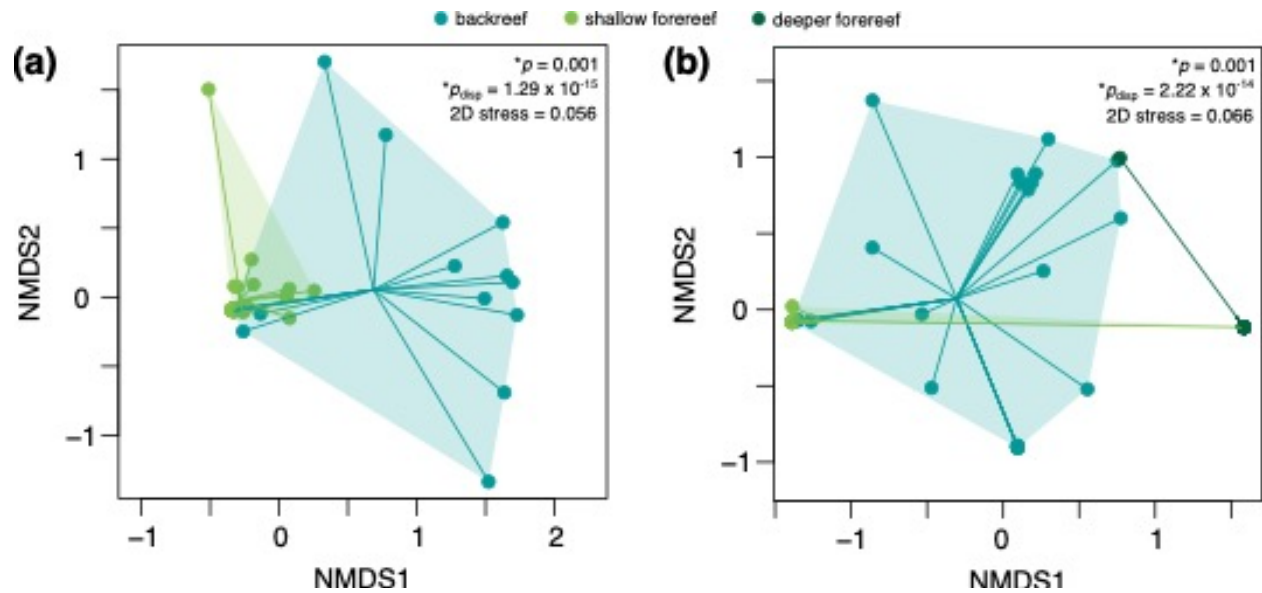 backreef shallow forereef deeper forereef
(a)
*p = 0.001
*pdisp = 1.29 x 10-15
2D stress = 0.056
NMDS2
1
0
−1
−1 0 1 2
NMDS1
(b)
*p = 0.001
*pdisp = 2.22 x 10-14
2D stress = 0.066
NMDS2
1
0
−1
−1 0 1
NMDS1